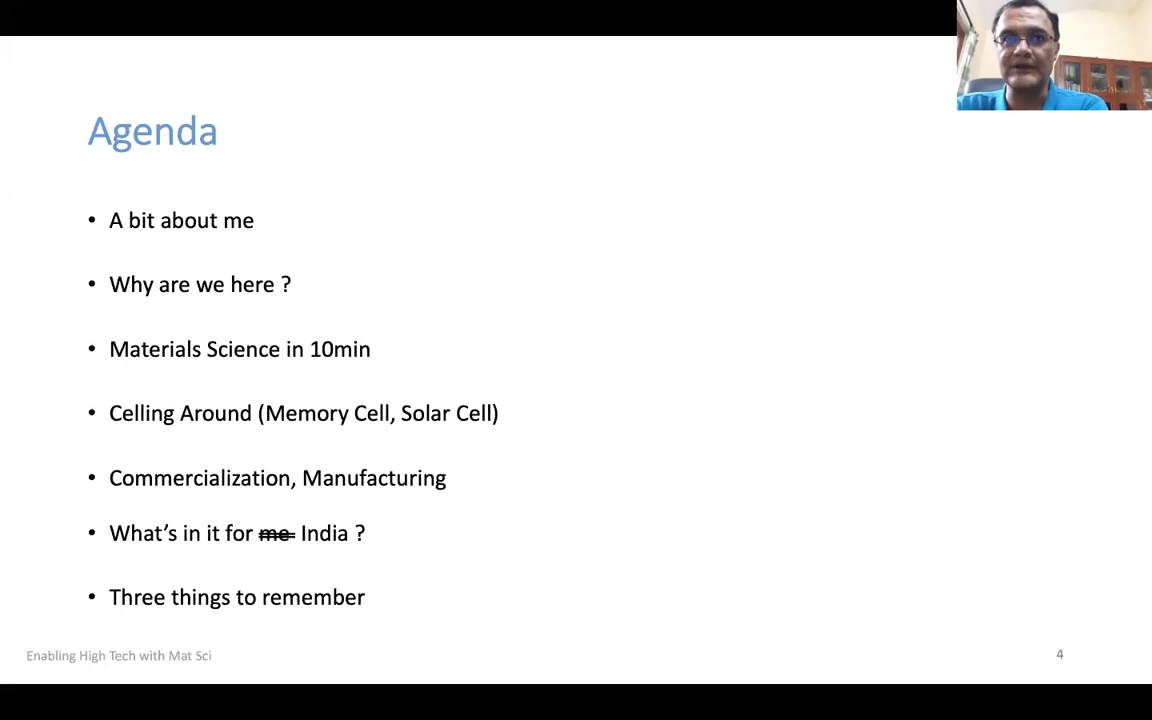 Agenda
• A bit about me
• Why are we here ?
• Materials Science in 10min
• Celling Around (Memory Cell, Solar Cell)
• Commercialization, Manufacturing
• What's in it for me India ?
• Three things to remember
Enabling High Tech with Mat Sci
4